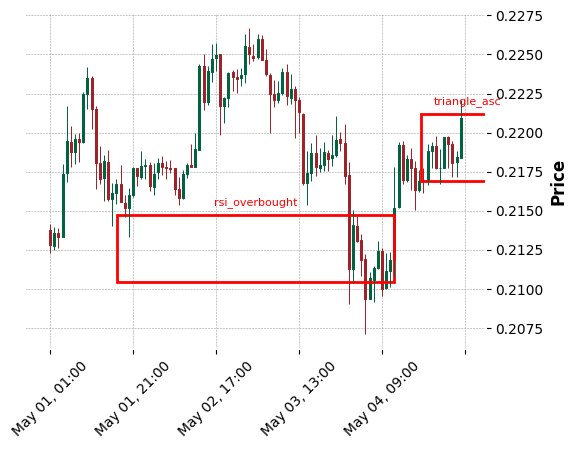 0.2275
0.2250
0.2225
triangle_asc
0.2200
0.2175
Price
rsi_overbought
0.2150
0.2125
0.2100
0.2075
May 01, 01:00
May 01, 21:00
May 02, 17:00
May 03, 13:00
May 04, 09:00